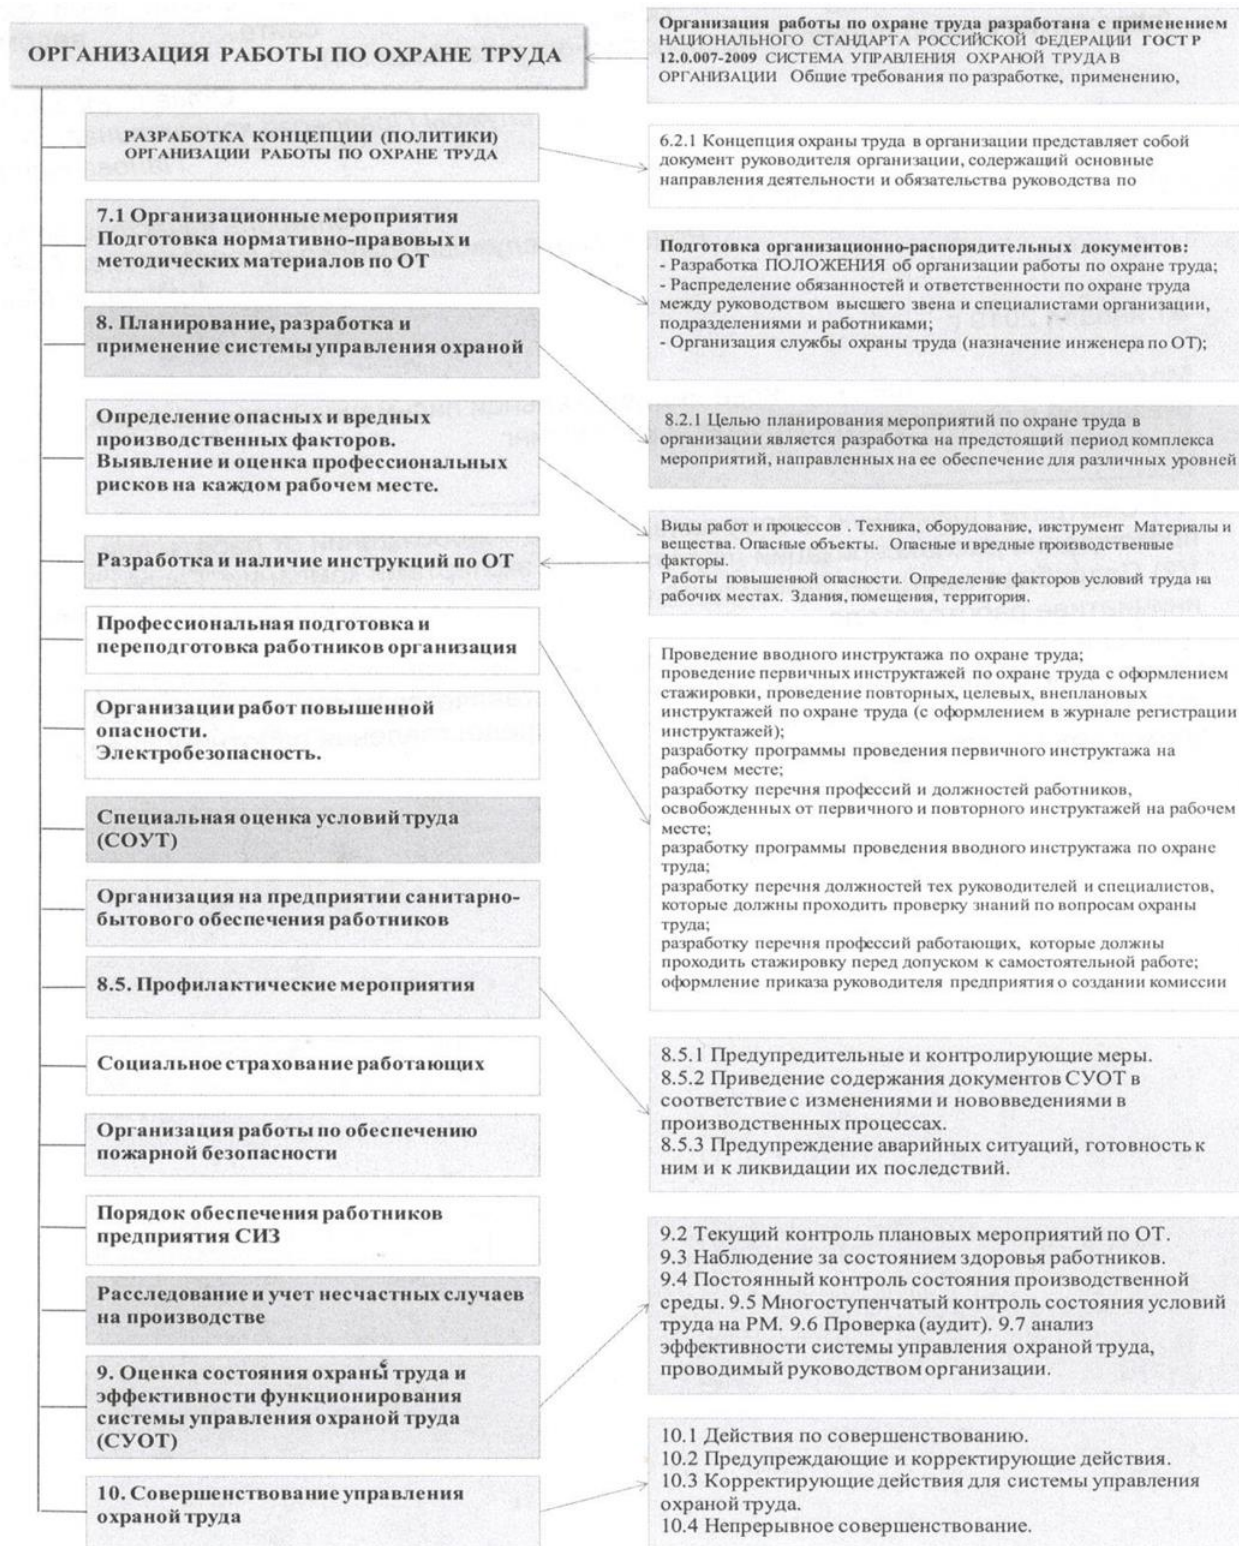 ОРГАНИЗАЦИЯ РАБОТЫ ПО ОХРАНЕ ТРУДА
Организация работы по охране труда разработана с применением
НАЦИОНАЛЬНОГО СТАНДАРТА РОССИЙСКОЙ ФЕДЕРАЦИИ ГОСТ Р
12.0.007-2009 СИСТЕМА УПРАВЛЕНИЯ ОХРАНОЙ ТРУДА В
ОРГАНИЗАЦИИ Общие требования по разработке, применению,
РАЗРАБОТКА КОНЦЕПЦИИ (ПОЛИТИКИ)
ОРГАНИЗАЦИИ РАБОТЫ ПО ОХРАНЕ ТРУДА
6.2.1 Концепция охраны труда в организации представляет собой
документ руководителя организации, содержащий основные
направления деятельности и обязательства руководства по
7.1 Организационные мероприятия
Подготовка нормативно-правовых и
методических материалов по ОТ
Подготовка организационно-распорядительных документов:
- Разработка ПОЛОЖЕНИЯ об организации работы по охране труда;
- Распределение обязанностей и ответственности по охране труда
между руководством высшего звена и специалистами организации,
подразделениями и работниками;
- Организация службы охраны труда (назначение инженера по ОТ);
8. Планирование, разработка и
применение системы управления охраной
8.2.1 Целью планирования мероприятий по охране труда в
организации является разработка на предстоящий период комплекса
мероприятий, направленных на ее обеспечение для различных уровней
Определение опасных и вредных
производственных факторов.
Выявление и оценка профессиональных
рисков на каждом рабочем месте.
Виды работ и процессов . Техника, оборудование, инструмент Материалы и
вещества. Опасные объекты. Опасные и вредные производственные
факторы.
Работы повышенной опасности. Определение факторов условий труда на
рабочих местах. Здания, помещения, территория.
Разработка и наличие инструкций по ОТ
Профессиональная подготовка и
переподготовка работников организация
Проведение вводного инструктажа по охране труда;
проведение первичных инструктажей по охране труда с оформлением
стажировки, проведение повторных, целевых, внеплановых
инструктажей по охране труда (с оформлением в журнале регистрации
инструктажей);
разработку программы проведения первичного инструктажа на
рабочем месте;
разработку перечня профессий и должностей работников,
освобожденных от первичного и повторного инструктажей на рабочем
месте;
разработку программы проведения вводного инструктажа по охране
труда;
разработку перечня должностей тех руководителей и специалистов,
которые должны проходить проверку знаний по вопросам охраны
труда;
разработку перечня профессий работающих, которые должны
проходить стажировку перед допуском к самостоятельной работе;
оформление приказа руководителя предприятия о создании комиссии
Организации работ повышенной
опасности.
Электробезопасность.
Специальная оценка условий труда
(СОУТ)
Организация на предприятии санитарно-
бытового обеспечения работников
8.5. Профилактические мероприятия
8.5.1 Предупредительные и контролирующие меры.
8.5.2 Приведение содержания документов СУОТ в
соответствие с изменениями и нововведениями в
производственных процессах.
8.5.3 Предупреждение аварийных ситуаций, готовность к
ним и к ликвидации их последствий.
Социальное страхование работающих
Организация работы по обеспечению
пожарной безопасности
Порядок обеспечения работников
предприятия СИЗ
Расследование и учет несчастных случаев
на производстве
9. Оценка состояния охраны труда и
эффективности функционирования
системы управления охраной труда
(СУОТ)
9.2 Текущий контроль плановых мероприятий по ОТ.
9.3 Наблюдение за состоянием здоровья работников.
9.4 Постоянный контроль состояния производственной
среды. 9.5 Многоступенчатый контроль состояния условий
труда на РМ. 9.6 Проверка (аудит). 9.7 анализ
эффективности системы управления охраной труда,
проводимый руководством организации.
10. Совершенствование управления
охраной труда
10.1 Действия по совершенствованию.
10.2 Предупреждающие и корректирующие действия.
10.3 Корректирующие действия для системы управления
охраной труда.
10.4 Непрерывное совершенствование.